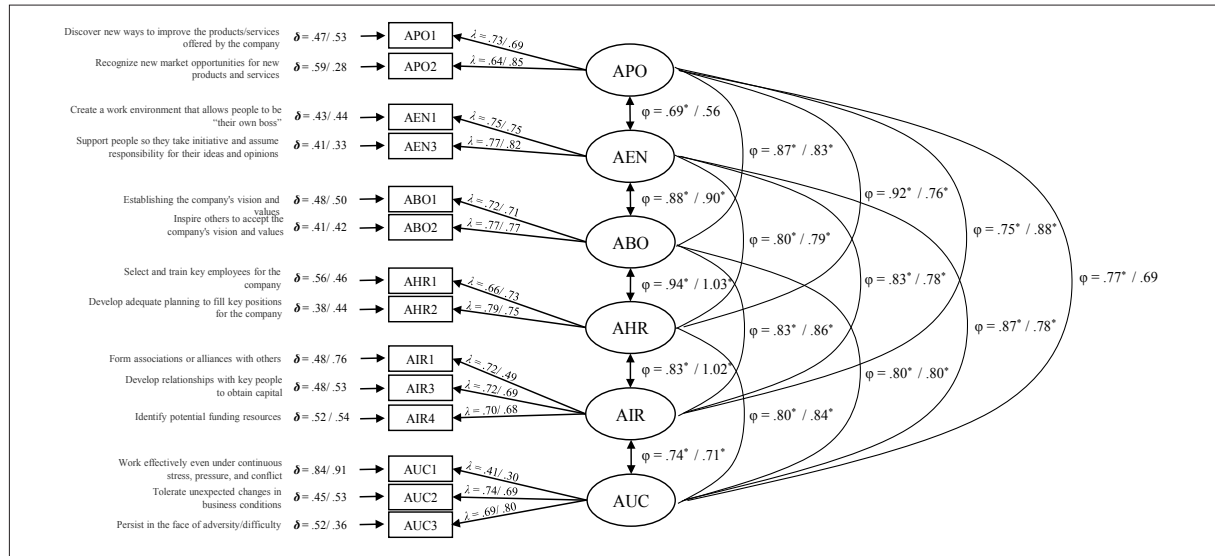 Discover new ways to improve the products/services
offered by the company
δ = .47/ .53
APO1
λ = .73/ .69
Recognize new market opportunities for new
products and services
δ = .59/ .28
APO2
λ = .64/ .85
APO
φ = .69* / .56
Create a work environment that allows people to be
“their own boss”
δ = .43/ .44
AEN1
λ = .75/ .75
Support people so they take initiative and assume
responsibility for their ideas and opinions
δ = .41/ .33
AEN3
λ = .77/ .82
AEN
φ = .87* / .83*
φ = .88* / .90*
φ = .92* / .76*
Establishing the company's vision and
values
δ = .48/ .50
ABO1
λ = .72/ .71
Inspire others to accept the
company's vision and values
δ = .41/ .42
ABO2
λ = .77/ .77
ABO
φ = .80* / .79*
φ = .75* / .88*
Select and train key employees for the
company
δ = .56/ .46
AHR1
λ = .66/ .73
Develop adequate planning to fill key positions
for the company
δ = .38/ .44
AHR2
λ = .79/ .75
φ = .94* / 1.03*
φ = .83* / .78*
φ = .77* / .69
AHR
φ = .83* / .86*
φ = .87* / .78*
Form associations or alliances with others
δ = .48/ .76
AIR1
λ = .72/ .49
Develop relationships with key people
to obtain capital
δ = .48/ .53
AIR3
λ = .72/ .69
Identify potential funding resources
δ = .52 / .54
AIR4
λ = .70/ .68
φ = .83* / 1.02*
φ = .80* / .80*
AIR
φ = .80* / .84*
φ = .74* / .71*
Work effectively even under continuous
stress, pressure, and conflict
δ = .84/ .91
AUC1
λ = .41/ .30
Tolerate unexpected changes in
business conditions
δ = .45/ .53
AUC2
λ = .74/ .69
Persist in the face of adversity/difficulty
δ = .52/ .36
AUC3
λ = .69/ .80
AUC